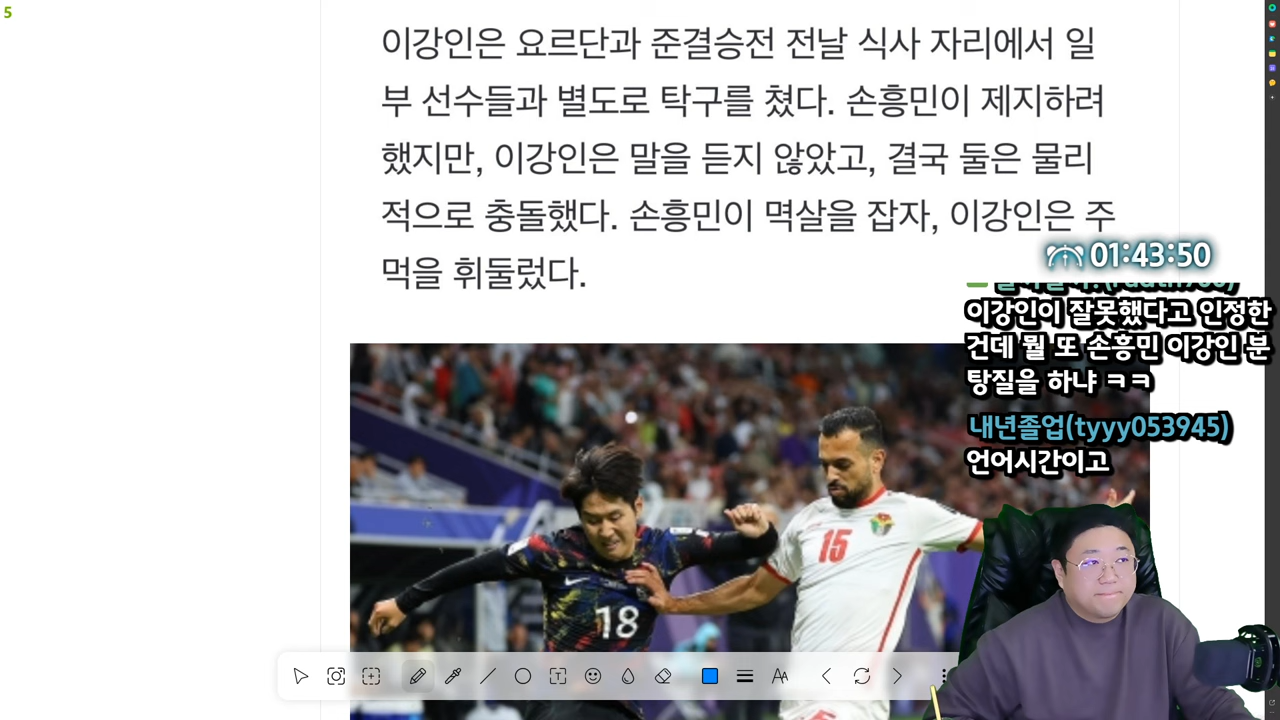 5
이강인은 요르단과 준결승전 전날 식사 자리에서 일
부 선수들과 별도로 탁구를 쳤다. 손흥민이 제지하려
했지만, 이강인은 말을 듣지 않았고, 결국 둘은 물리
적으로 충돌했다. 손흥민이 멱살을 잡자, 이강인은 주
먹을 휘둘렀다.
01:43:50
이강인이 잘못했다고 인정한
건데 뭘 또 손흥민 이강인 분
탕질을 하냐 ㅋㅋ
내년졸업(tyyy053945)
언어시간이고
15
18
T
AA